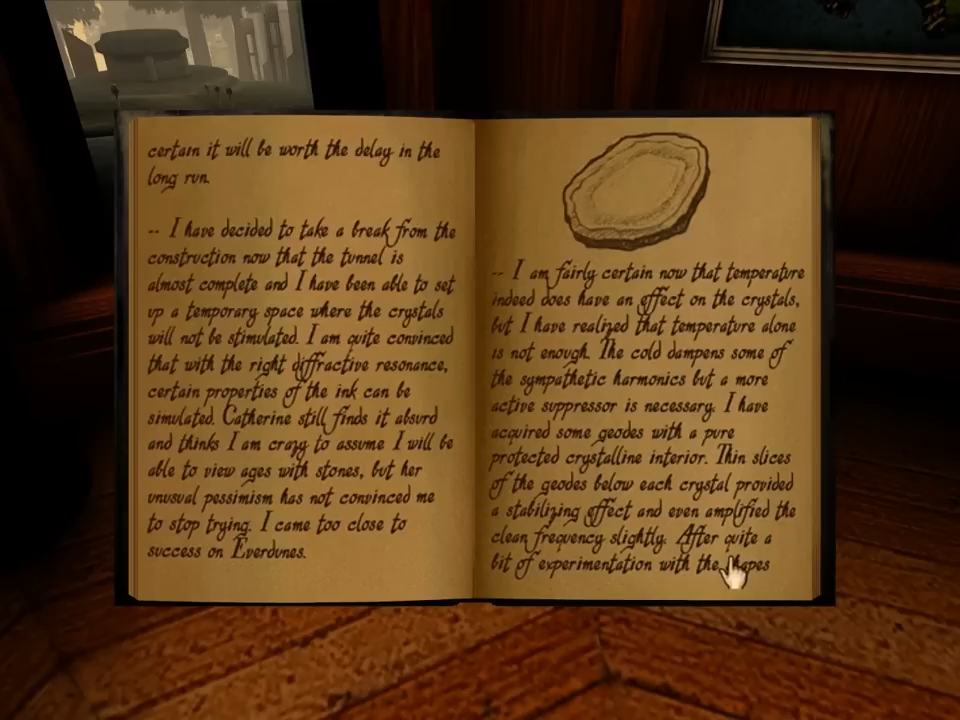 certain it will be worth the delay in the
long run.
-- I have decided to take a break from the
construction now that the tunnel is
almost complete and I have been able to set
up a temporary space where the crystals
will not be stimulated. I am quite convinced
that with the right diffractive resonance,
certain properties of the ink can be
simulated. Catherine still finds it absurd
and thinks I am crazy to assume I will be
able to view ages with stones, but her
unusual pessimism has not convinced me
to stop trying. I came too close to
success on Everdunes.
-- I am fairly certain now that temperature
indeed does have an effect on the crystals,
but I have realized that temperature alone
is not enough. The cold dampens some of
the sympathetic harmonics but a more
active suppressor is necessary. I have
acquired some geodes with a pure
protected crystalline interior. Thin slices
of the geodes below each crystal provided
a stabilizing effect and even amplified the
clean frequency slightly. After quite a
bit of experimentation with the shapes